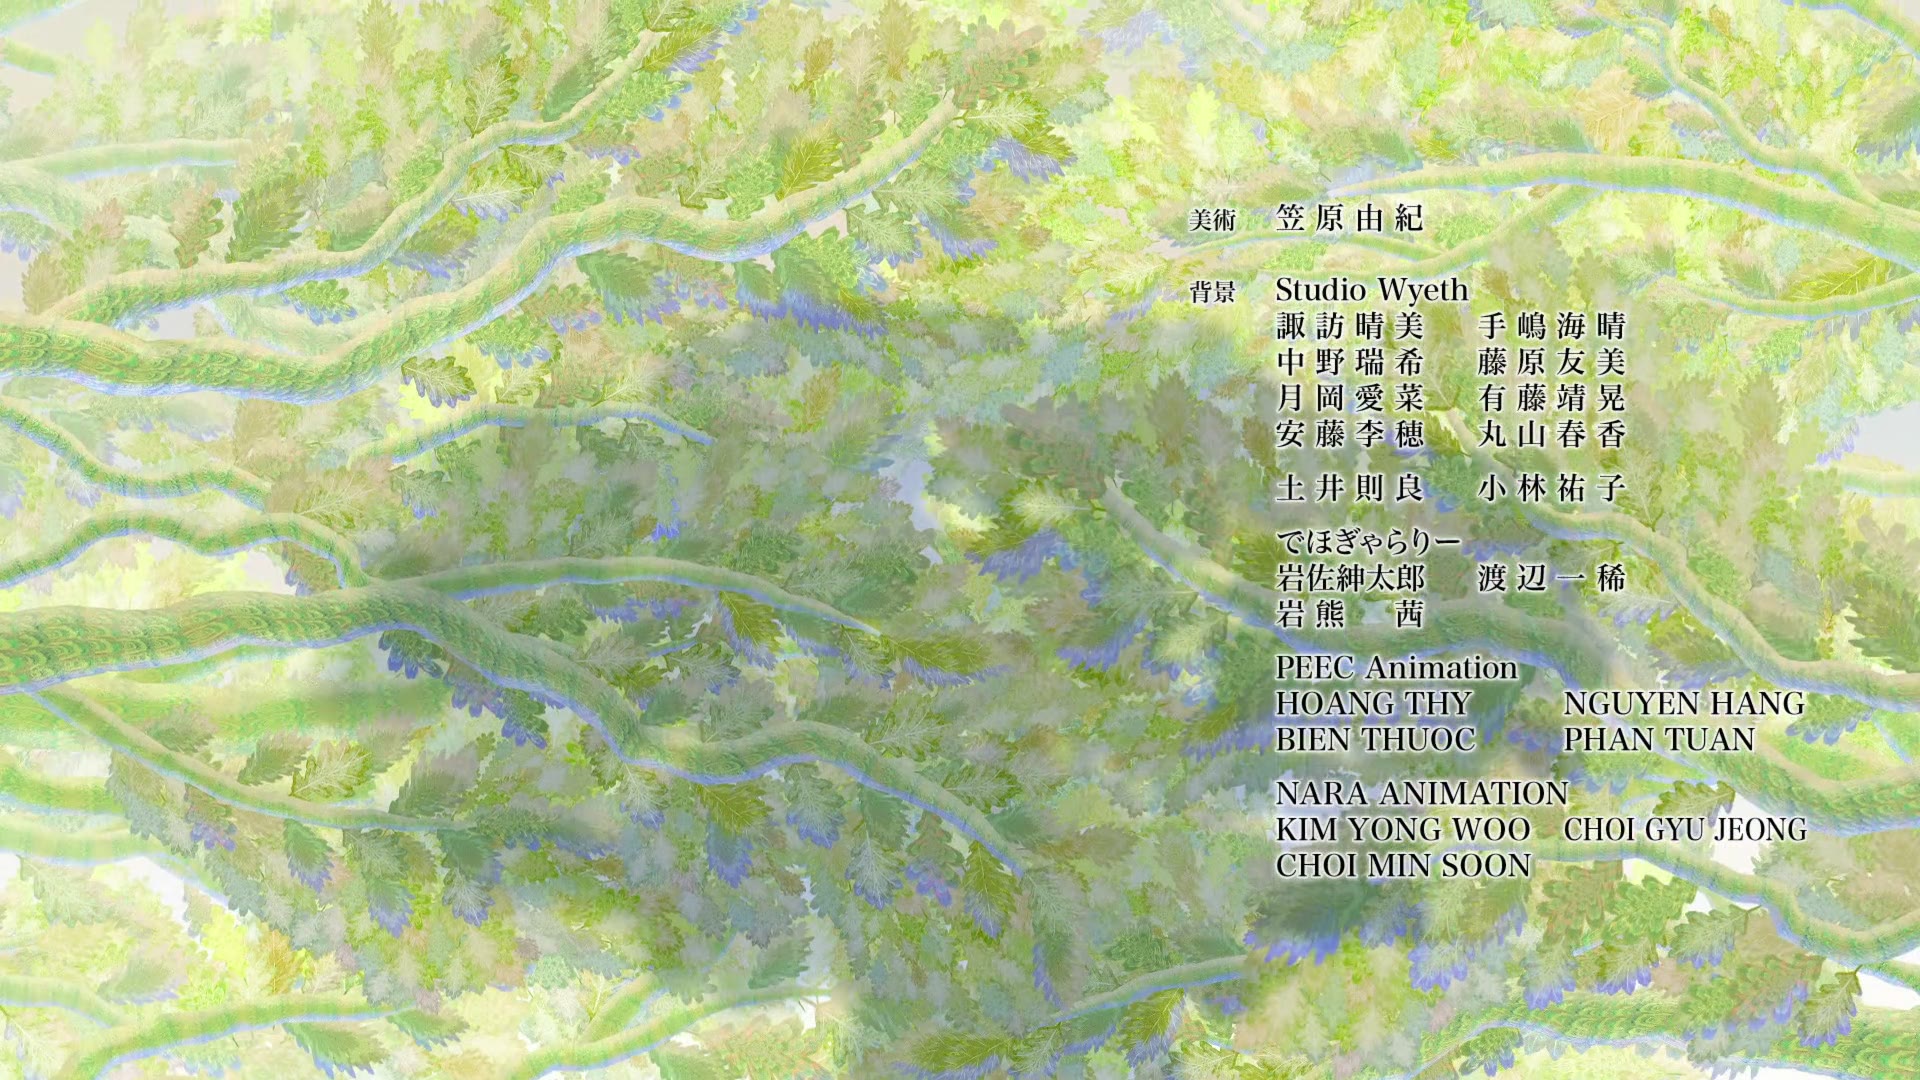 美術 笠原由紀
背景 Studio Wyeth
諏訪晴美 手嶋海晴
中野瑞希 藤原友美
月岡愛菜 有藤靖晃
安藤李穂 丸山春香
土井則良 小林祐子
でほぎゃらりー
岩佐紳太郎 渡辺一稀
岩熊 茜
PEEC Animation
HOANG THY NGUYEN HANG
BIEN THUOC PHAN TUAN
NARA ANIMATION
KIM YONG WOO CHOI GYU JEONG
CHOI MIN SOON